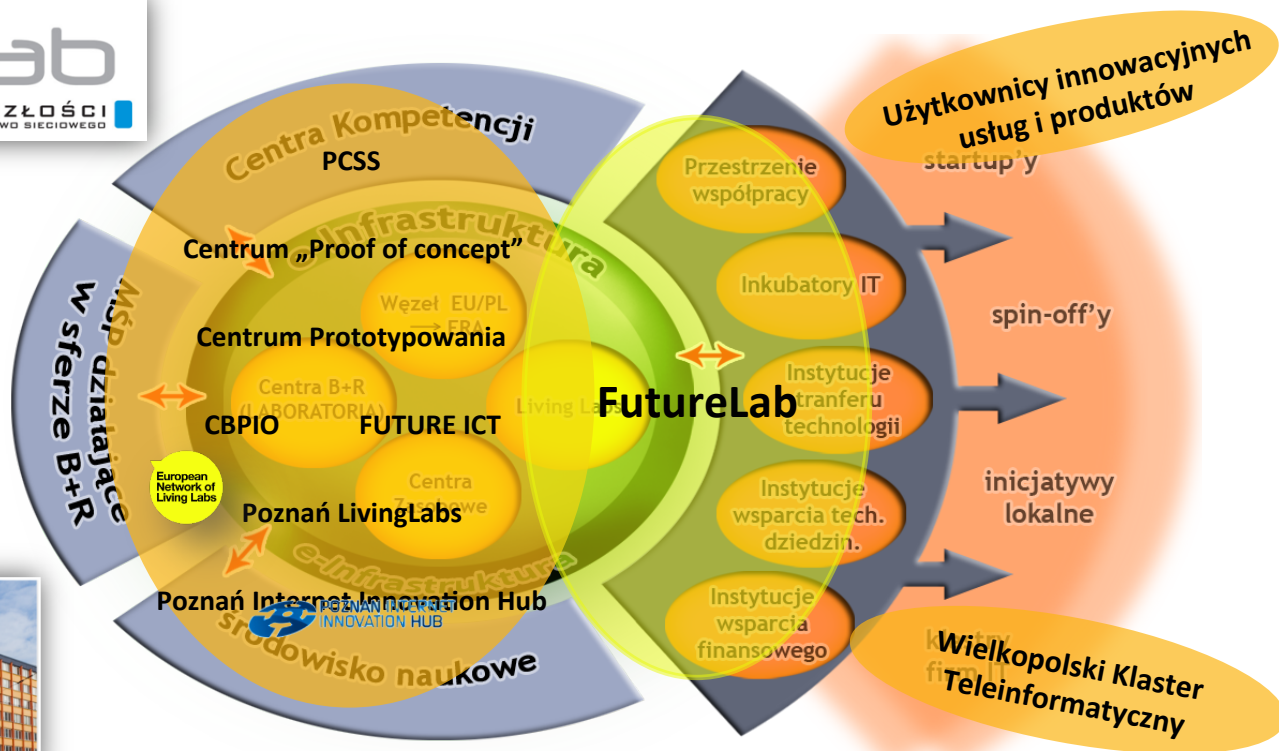 ab
ZŁOŚCI
WO SIECIOWEGO
Centra Kompetencji
PCSS
e-Infrastruktura
Centrum „Proof of concept”
Węzeł EU/PL
→ ERA
Centrum Prototypowania
MŚP działające
w sferze B+R
Centra B+R
(LABORATORIA)
Living Labs
FutureLab
CBPIO
FUTURE ICT
European
Network of
Living Labs
Centra
Zasobowe
Poznań LivingLabs
e-Infrastruktura
Poznań Internet Innovation Hub
POZNAŃ INTERNET
INNOVATION HUB
środowisko naukowe
Przestrzenie
współpracy
Inkubatory IT
Instytucje
tranferu
technologii
Instytucje
wsparcia tech.
dziedzin.
Instytucje
wsparcia
finansowego
Użytkownicy innowacyjnych
usług i produktów
startup’y
spin-off’y
inicjatywy
lokalne
klastry
firm IT
Wielkopolski Klaster
Teleinformatyczny